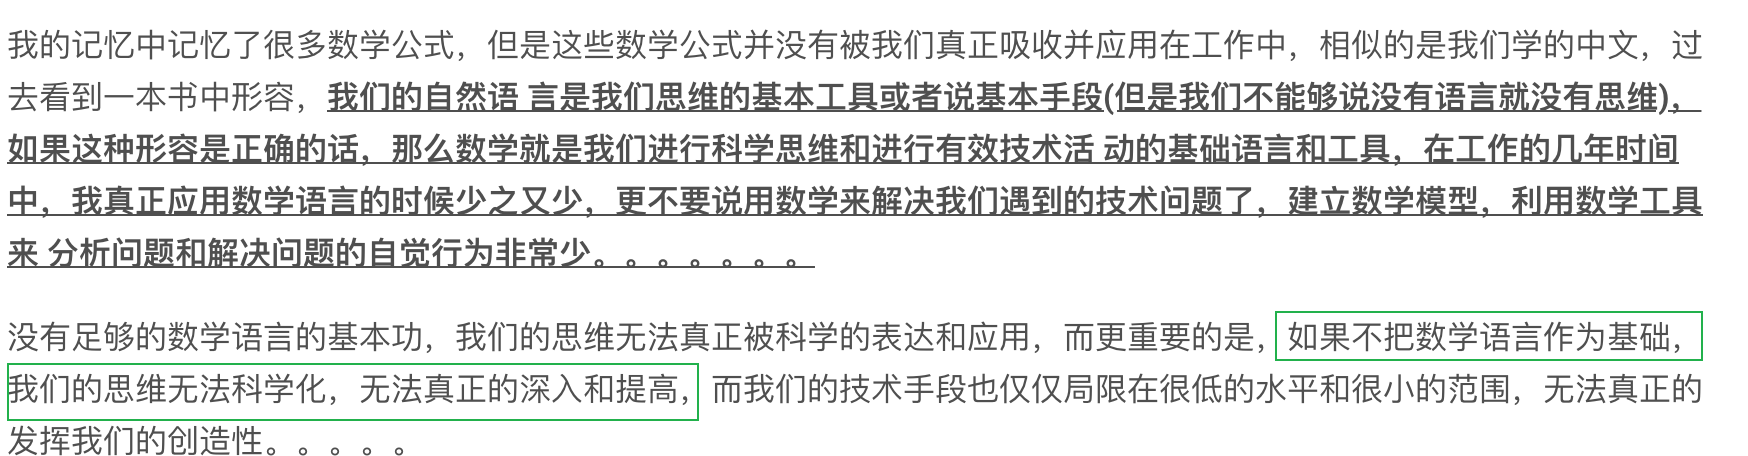 我的记忆中记忆了很多数学公式，但是这些数学公式并没有被我们真正吸收并应用在工作中，相似的是我们学的中文，过
去看到一本书中形容，我们的自然语 言是我们思维的基本工具或者说基本手段(但是我们不能够说没有语言就没有思维)，
如果这种形容是正确的话，那么数学就是我们进行科学思维和进行有效技术活 动的基础语言和工具，在工作的几年时间
中，我真正应用数学语言的时候少之又少，更不要说用数学来解决我们遇到的技术问题了，建立数学模型，利用数学工具
来 分析问题和解决问题的自觉行为非常少。。。。。。。
没有足够的数学语言的基本功，我们的思维无法真正被科学的表达和应用，而更重要的是，如果不把数学语言作为基础，
我们的思维无法科学化，无法真正的深入和提高，而我们的技术手段也仅仅局限在很低的水平和很小的范围，无法真正的
发挥我们的创造性。。。。。